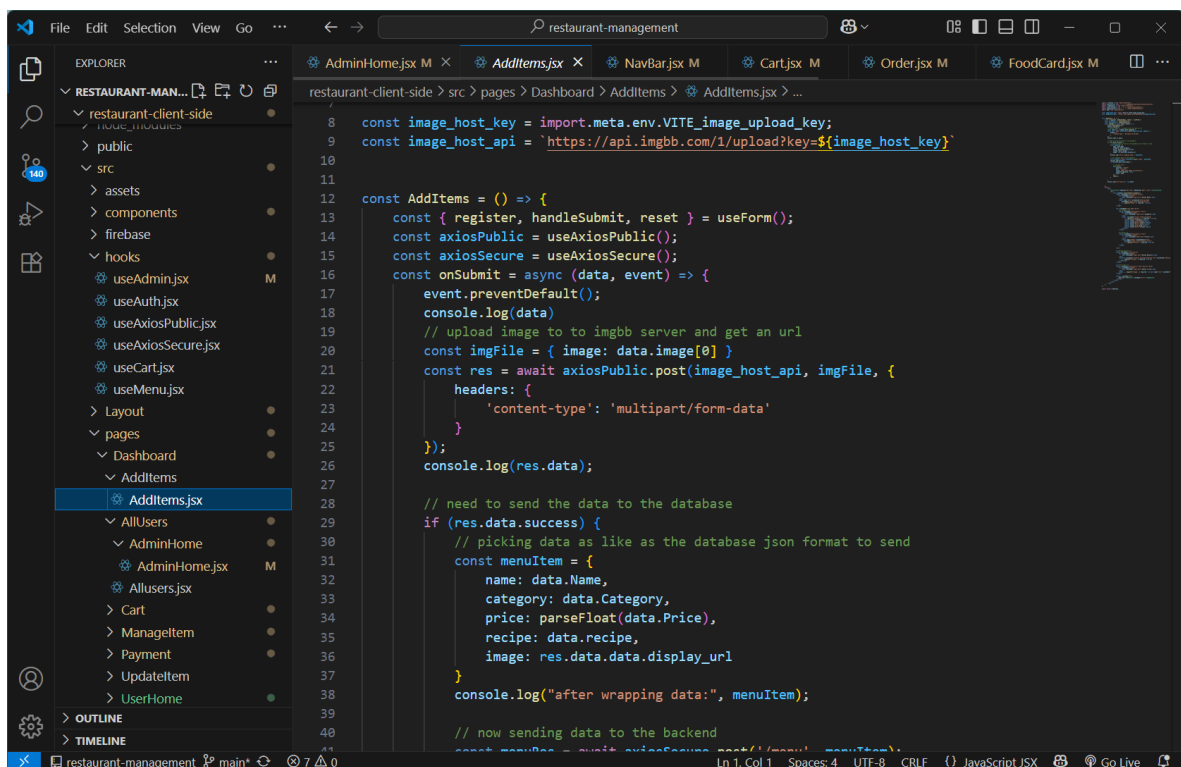 File Edit Selection View Go ··· restaurant-management
EXPLORER ···
RESTAURANT-MAN...
restaurant-client-side
node_modules
public
src
assets
components
firebase
hooks
useAdmin.jsx M
useAuth.jsx
useAxiosPublic.jsx
useAxiosSecure.jsx
useCart.jsx
useMenu.jsx
Layout
pages
Dashboard
AddItems
AddItems.jsx
AllUsers
AdminHome
AdminHome.jsx M
Allusers.jsx
Cart
ManageItem
Payment
UpdateItem
UserHome
OUTLINE
TIMELINE
140
AdminHome.jsx M AddItems.jsx NavBar.jsx M Cart.jsx M Order.jsx M FoodCard.jsx M ···
restaurant-client-side > src > pages > Dashboard > AddItems > AddItems.jsx > ...
7
8 const image_host_key = import.meta.env.VITE_image_upload_key;
9 const image_host_api = `https://api.imgbb.com/1/upload?key=${image_host_key}`
10
11
12 const AddItems = () => {
13 const { register, handleSubmit, reset } = useForm();
14 const axiosPublic = useAxiosPublic();
15 const axiosSecure = useAxiosSecure();
16 const onSubmit = async (data, event) => {
17 event.preventDefault();
18 console.log(data)
19 // upload image to to imgbb server and get an url
20 const imgFile = { image: data.image[0] }
21 const res = await axiosPublic.post(image_host_api, imgFile, {
22 headers: {
23 'content-type': 'multipart/form-data'
24 }
25 });
26 console.log(res.data);
27
28 // need to send the data to the database
29 if (res.data.success) {
30 // picking data as like as the database json format to send
31 const menuItem = {
32 name: data.Name,
33 category: data.Category,
34 price: parseFloat(data.Price),
35 recipe: data.recipe,
36 image: res.data.data.display_url
37 }
38 console.log("after wrapping data:", menuItem);
39
40 // now sending data to the backend
41 const menuRes = await axiosSecure.post('/menu', menuItem);
restaurant-management main* 7 0 Ln 1, Col 1 Spaces: 4 UTF-8 CRLF {} JavaScript JSX Go Live